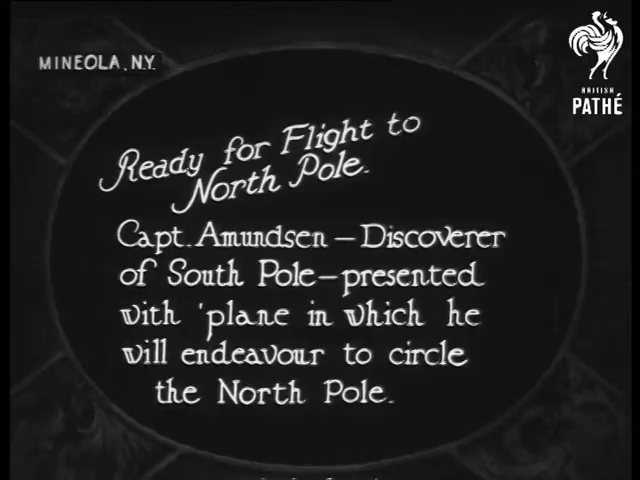 MINEOLA, N.Y.
BRITISH
PATHÉ
Ready for Flight to
North Pole.
Capt. Amundsen — Discoverer
of South Pole — presented
with 'plane in which he
will endeavour to circle
the North Pole.